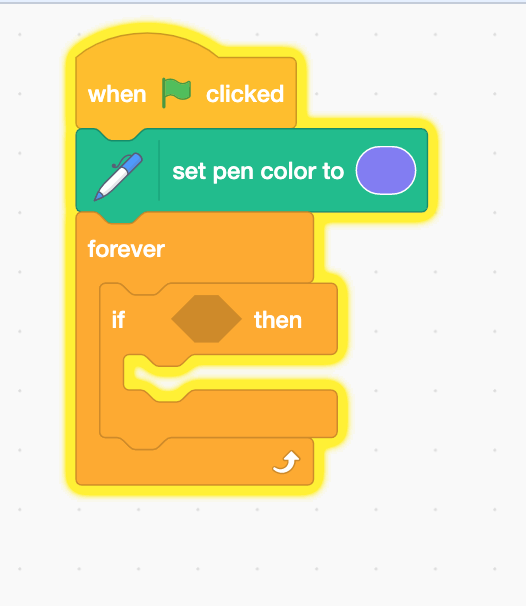 when clicked
set pen color to
forever
if then